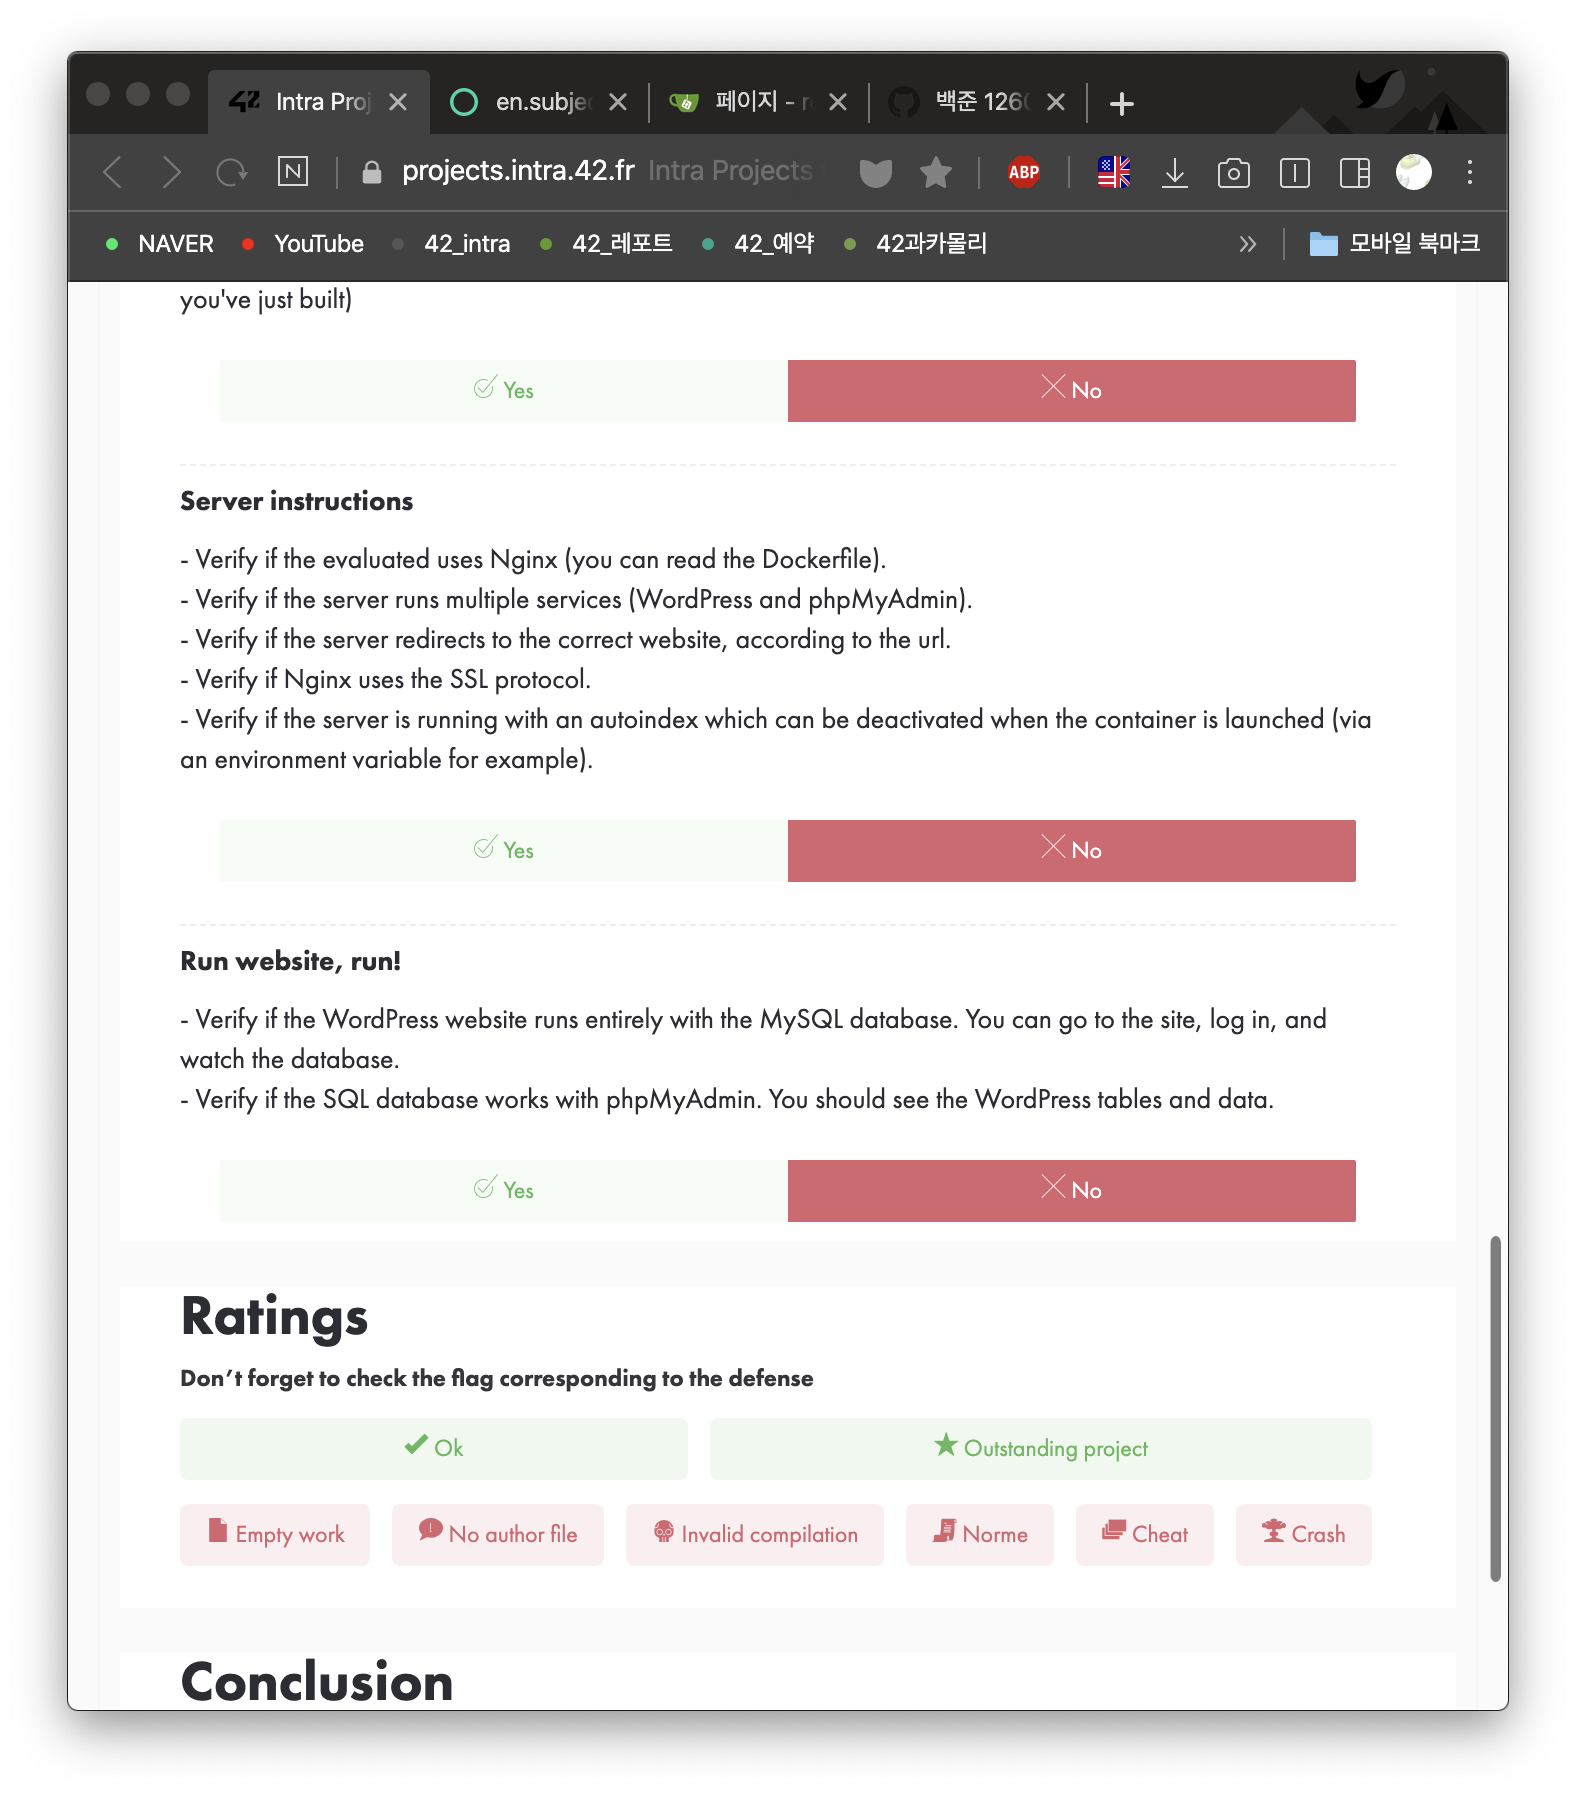 42 Intra Proj
en.subje
페이지 - r
백준 1260
N
projects.intra.42.fr Intra Projects
ABP
NAVER
YouTube
42_intra
42_레포트
42_예약
42과카몰리
모바일 북마크
you've just built)
Yes
No
Server instructions
- Verify if the evaluated uses Nginx (you can read the Dockerfile).
- Verify if the server runs multiple services (WordPress and phpMyAdmin).
- Verify if the server redirects to the correct website, according to the url.
- Verify if Nginx uses the SSL protocol.
- Verify if the server is running with an autoindex which can be deactivated when the container is launched (via
an environment variable for example).
Yes
No
Run website, run!
- Verify if the WordPress website runs entirely with the MySQL database. You can go to the site, log in, and
watch the database.
- Verify if the SQL database works with phpMyAdmin. You should see the WordPress tables and data.
Yes
No
Ratings
Don't forget to check the flag corresponding to the defense
Ok
Outstanding project
Empty work
No author file
Invalid compilation
Norme
Cheat
Crash
Conclusion